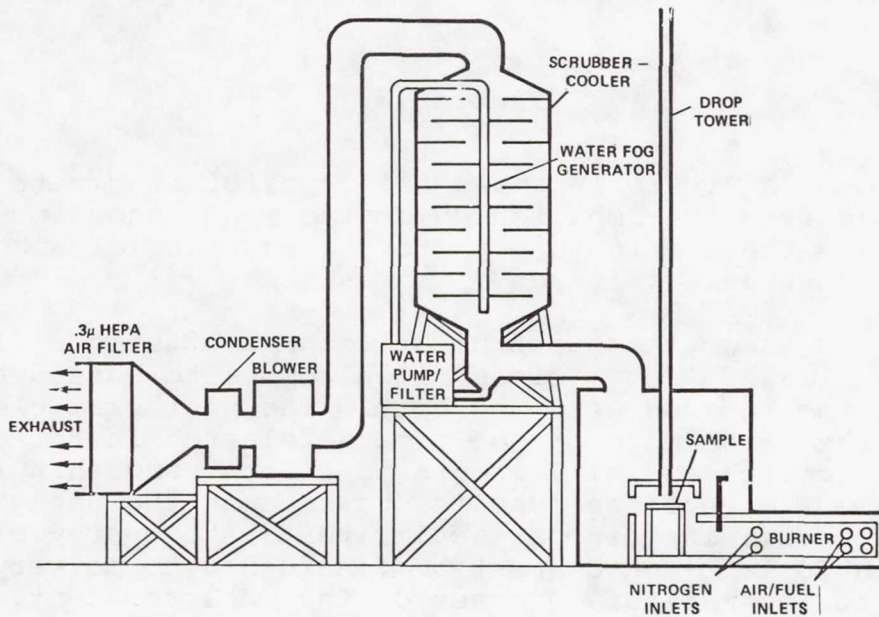 SCRUBBER –
COOLER
DROP
TOWER
WATER FOG
GENERATOR
.3μ HEPA
AIR FILTER
CONDENSER
BLOWER
WATER
PUMP/
FILTER
EXHAUST
SAMPLE
BURNER
NITROGEN
INLETS
AIR/FUEL
INLETS